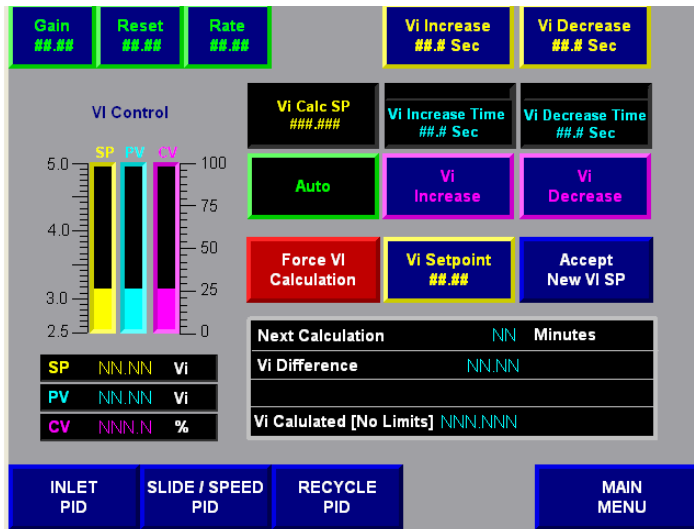 Gain Reset Rate Vi Increase Vi Decrease
##.## ##.## ##.## ##.# Sec ##.# Sec
VI Control
Vi Calc SP
###.###
Vi Increase Time
##.# Sec
Vi Decrease Time
##.# Sec
SP PV CV
5.0 100
75
4.0
50
3.0 25
2.5 0
Auto
Vi
Increase
Vi
Decrease
Force VI
Calculation
Vi Setpoint
##.##
Accept
New VI SP
Next Calculation NN Minutes
Vi Difference NN.NN
Vi Calulated [No Limits] NNN.NNN
SP NN.NN Vi
PV NN.NN Vi
CV NNN.N %
INLET
PID
SLIDE / SPEED
PID
RECYCLE
PID
MAIN
MENU